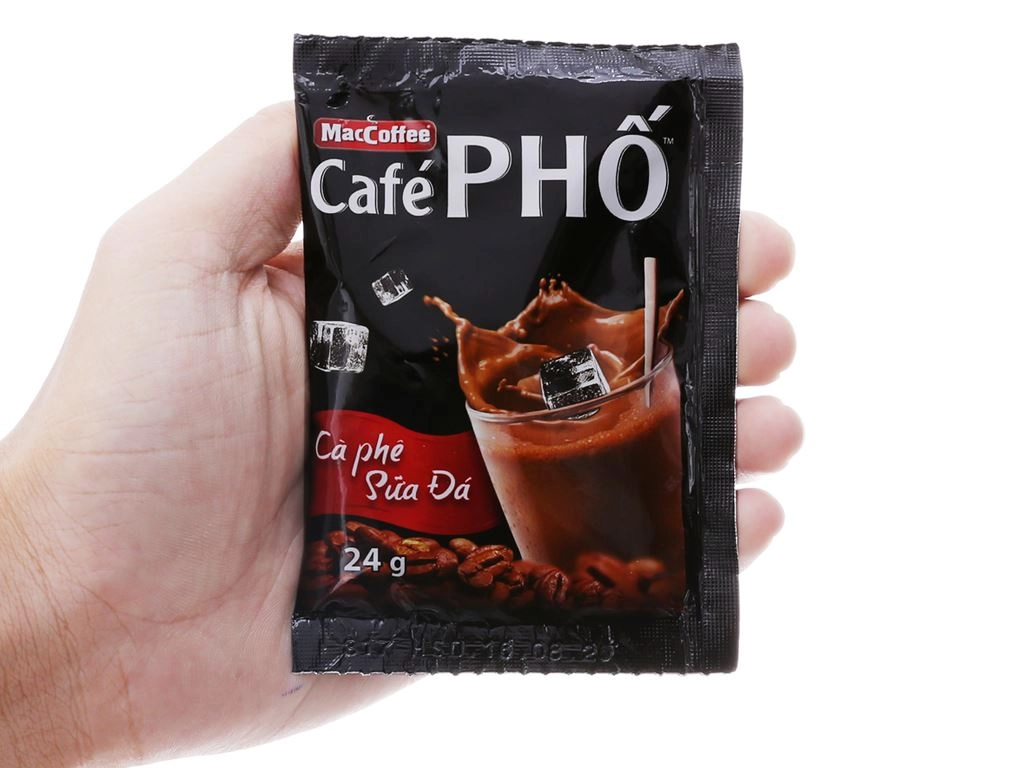 MacCoffee
Café PHỐ™
Cà phê
Sữa Đá
24 g